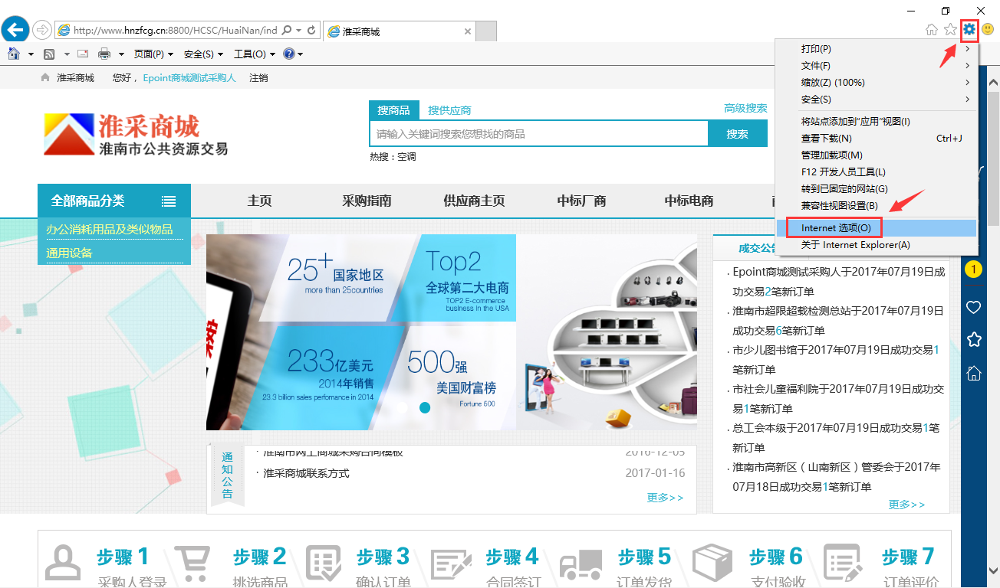 http://www.hnzfcg.cn:8800/HCSC/HuaiNan/ind
淮采商城
页面(P)
安全(S)
工具(O)
淮采商城
您好，
Epoint商城测试采购人
注销
打印(P)
文件(F)
缩放(Z) (100%)
安全(S)
将站点添加到“应用”视图(I)
查看下载(N) Ctrl+J
管理加载项(M)
F12 开发人员工具(L)
转到已固定的网站(G)
兼容性视图设置(B)
Internet 选项(O)
关于 Internet Explorer(A)
淮采商城
淮南市公共资源交易
搜商品
搜供应商
高级搜索
请输入关键词搜索您想找的商品
搜索
热搜：空调
全部商品分类
主页
采购指南
供应商主页
中标厂商
中标电商
办公消耗用品及类似物品
通用设备
25+国家地区
more than 25countries
Top2
全球第二大电商
TOP2 E-commerce
business in the USA
233亿美元
2014年销售
23.3 billion sales perfomance in 2014
500强
美国财富榜
Fortune 500
成交公告
. Epoint商城测试采购人于2017年07月19日成
功交易2笔新订单
. 淮南市超限超载检测总站于2017年07月19日
成功交易6笔新订单
. 市少儿图书馆于2017年07月19日成功交易1
笔新订单
. 市社会儿童福利院于2017年07月19日成功交
易1笔新订单
. 总工会本级于2017年07月19日成功交易1笔
新订单
. 淮南市高新区（山南新区）管委会于2017年
07月18日成功交易1笔新订单
更多>>
1
通知公告
· 淮南市网上商城采购合同模板 2016-12-05
· 淮采商城联系方式 2017-01-16
更多>>
步骤 1
采购人登录
步骤 2
挑选商品
步骤 3
确认订单
步骤 4
合同签订
步骤 5
订单发货
步骤 6
支付验收
步骤 7
订单评价